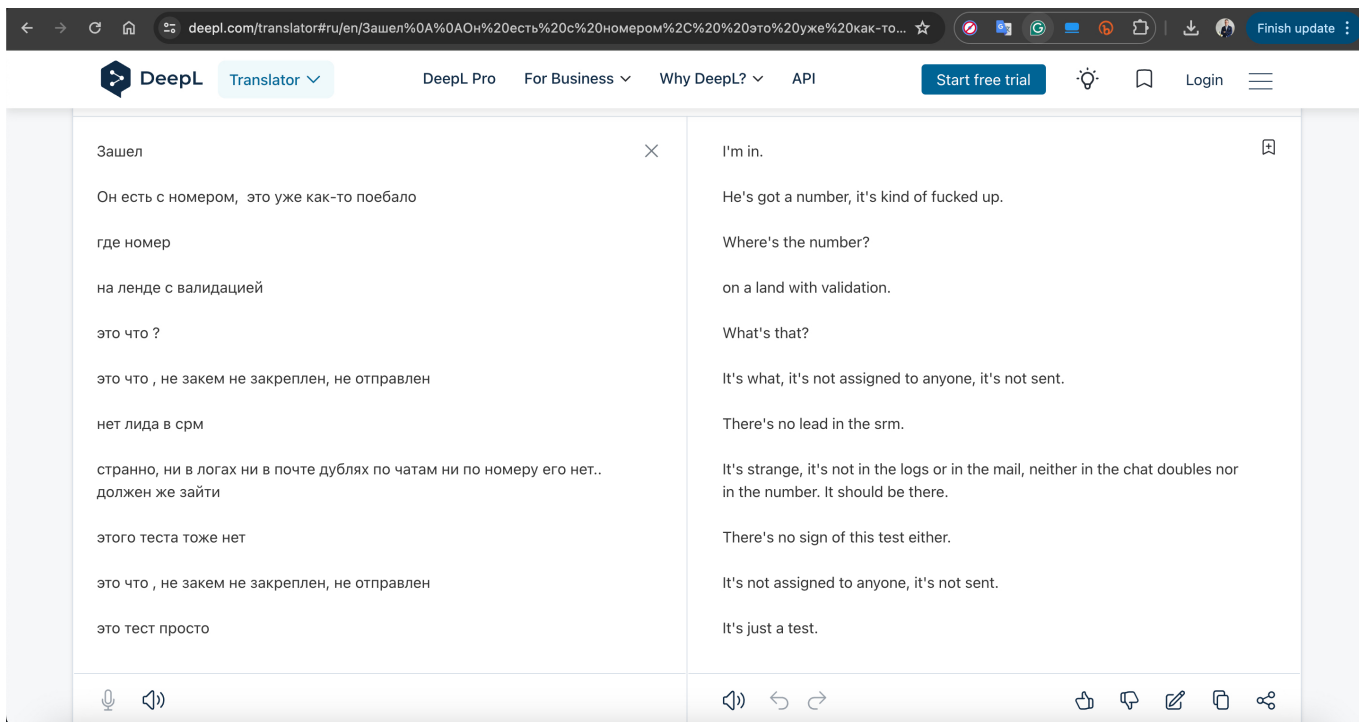 deepl.com/translator#ru/en/Зашел%0A%0AОн%20есть%20с%20номером%2C%20%20это%20уже%20как-то...
Finish update
DeepL
Translator
DeepL Pro
For Business
Why DeepL?
API
Start free trial
Login
Зашел
Он есть с номером,  это уже как-то поебало
где номер
на ленде с валидацией
это что ?
это что , не закем не закреплен, не отправлен
нет лида в срм
странно, ни в логах ни в почте дублях по чатам ни по номеру его нет..
должен же зайти
этого теста тоже нет
это что , не закем не закреплен, не отправлен
это тест просто
I'm in.
He's got a number, it's kind of fucked up.
Where's the number?
on a land with validation.
What's that?
It's what, it's not assigned to anyone, it's not sent.
There's no lead in the srm.
It's strange, it's not in the logs or in the mail, neither in the chat doubles nor
in the number. It should be there.
There's no sign of this test either.
It's not assigned to anyone, it's not sent.
It's just a test.